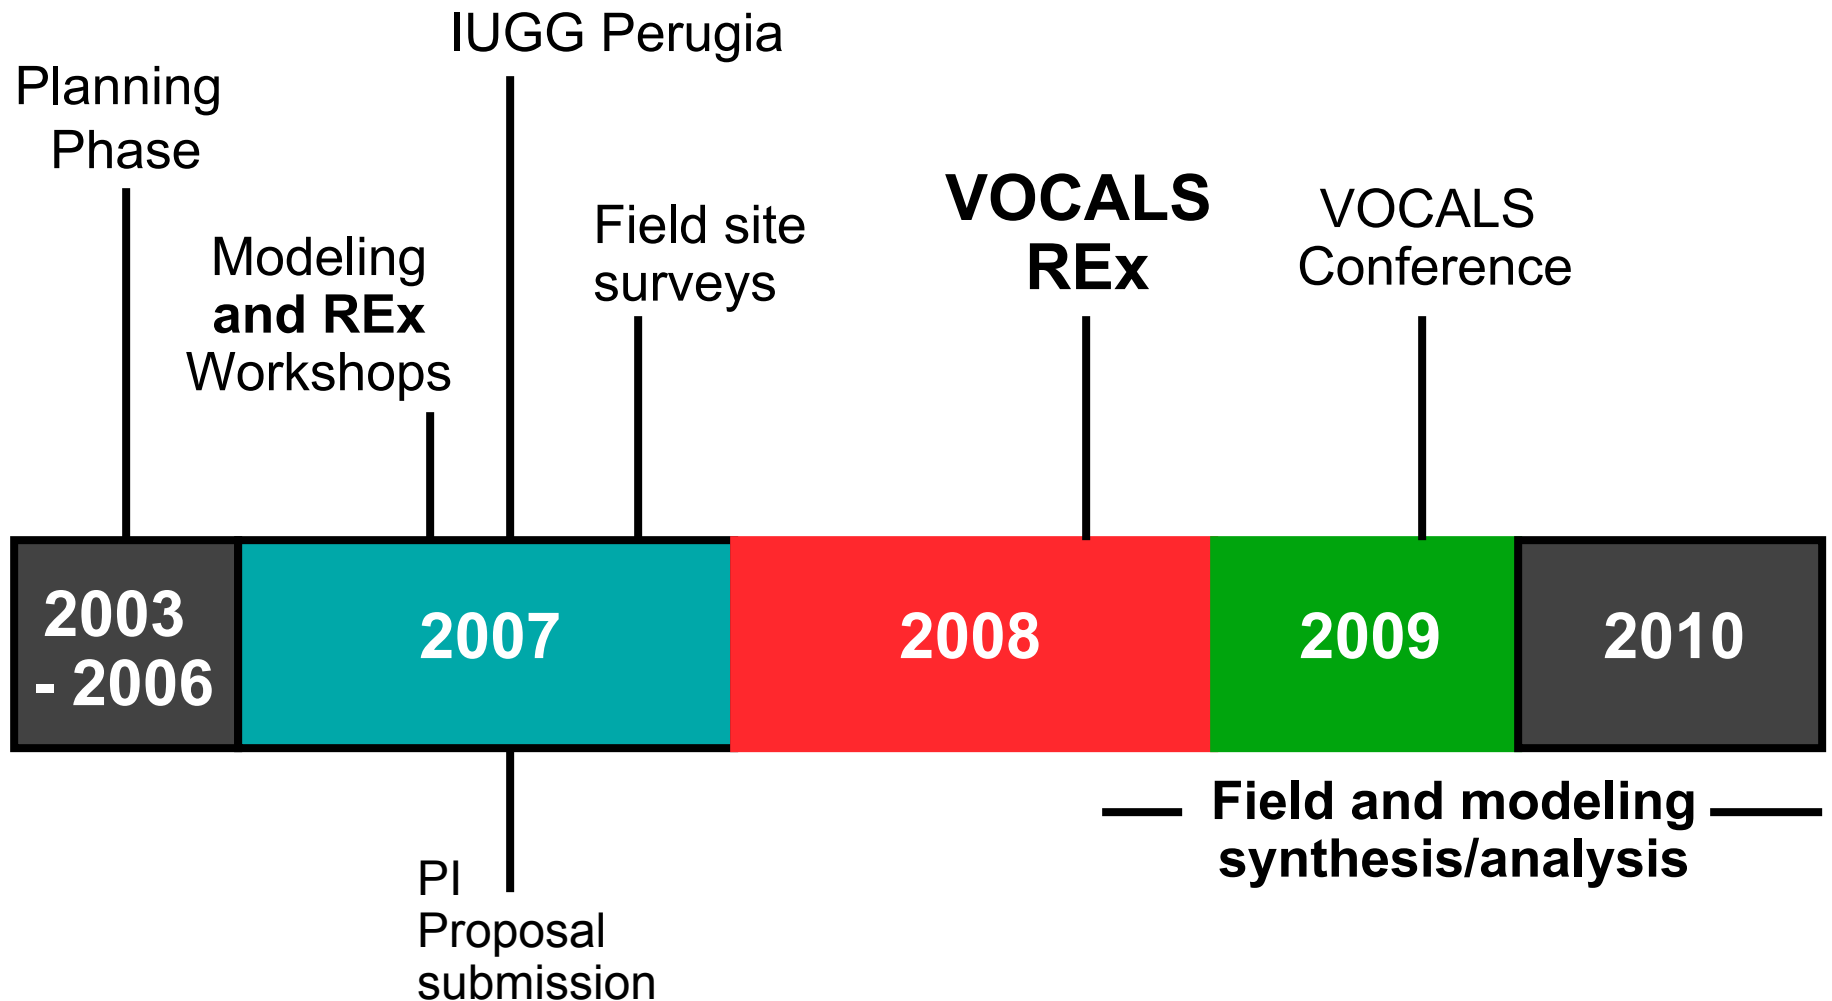 IUGG Perugia
Planning
Phase
Modeling
and REx
Workshops
Field site
surveys
VOCALS
REx
VOCALS
Conference
2003
- 2006
2007
2008
2009
2010
Field and modeling
synthesis/analysis
PI
Proposal
submission